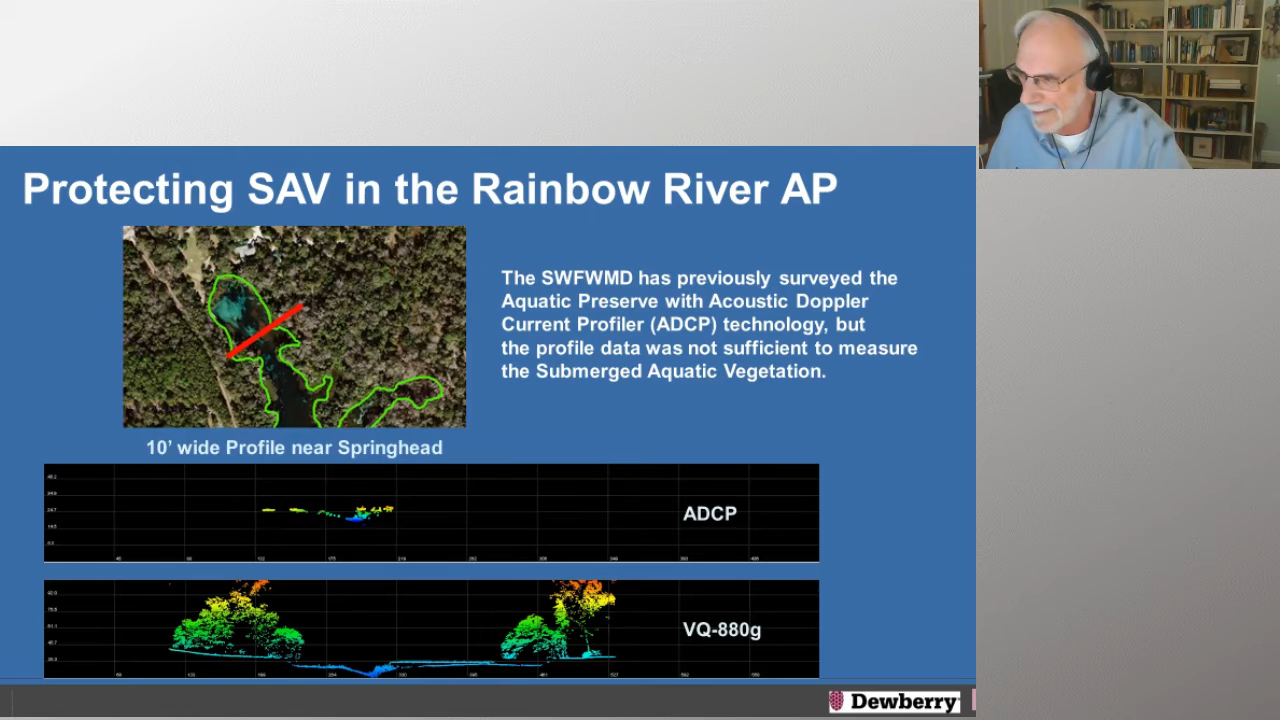 Protecting SAV in the Rainbow River AP
The SWFWMD has previously surveyed the
Aquatic Preserve with Acoustic Doppler
Current Profiler (ADCP) technology, but
the profile data was not sufficient to measure
the Submerged Aquatic Vegetation.
10’ wide Profile near Springhead
ADCP
VQ-880g
Dewberry